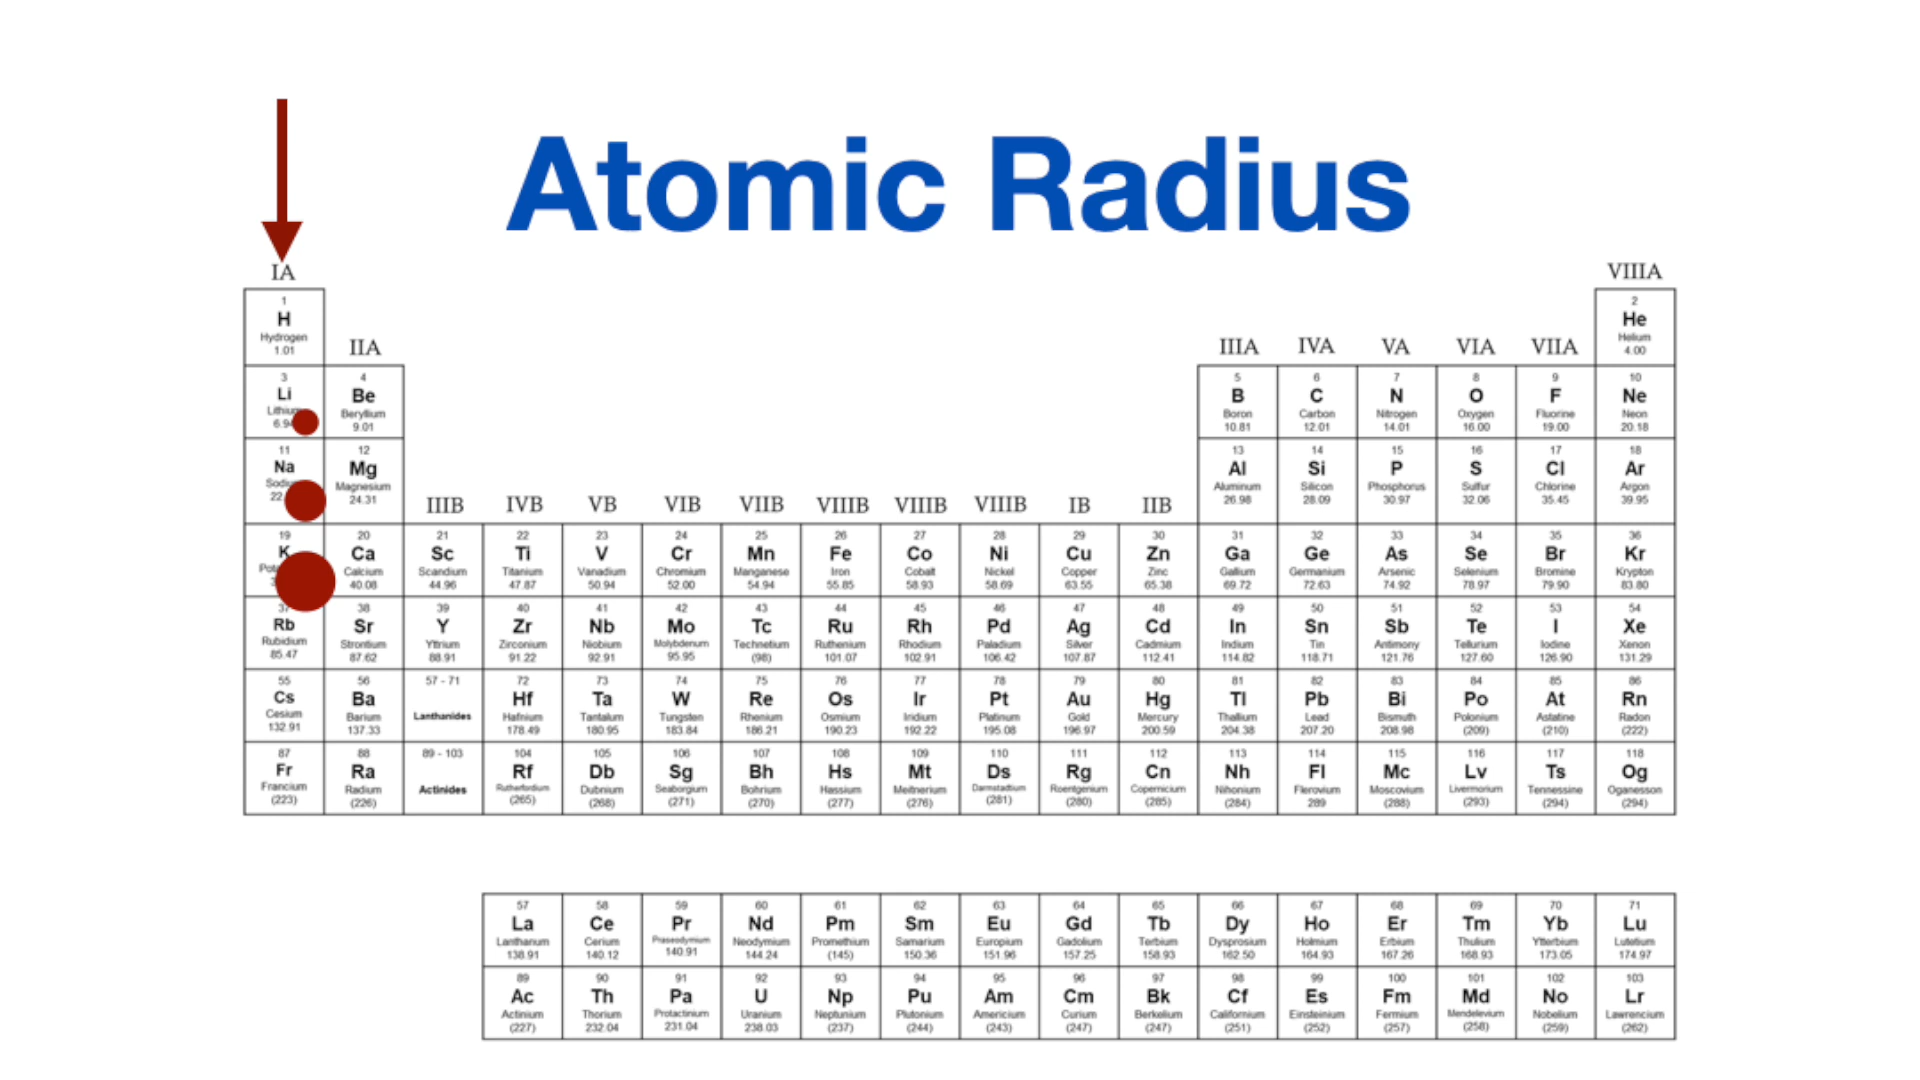 Atomic Radius
IA VIIIA
1 2
H He
Hydrogen Helium
1.01 4.00
IIA IIIA IVA VA VIA VIIA
3 4 5 6 7 8 9 10
Li Be B C N O F Ne
Beryllium Boron Carbon Nitrogen Oxygen Fluorine Neon
9.01 10.81 12.01 14.01 16.00 19.00 20.18
11 12 13 14 15 16 17 18
Na Mg Al Si P S Cl Ar
Magnesium Aluminum Silicon Phosphorus Sulfur Chlorine Argon
24.31 26.98 28.09 30.97 32.06 35.45 39.95
IIIB IVB VB VIB VIIB VIIIB VIIIB VIIIB IB IIB
19 20 21 22 23 24 25 26 27 28 29 30 31 32 33 34 35 36
K Ca Sc Ti V Cr Mn Fe Co Ni Cu Zn Ga Ge As Se Br Kr
Calcium Scandium Titanium Vanadium Chromium Manganese Iron Cobalt Nickel Copper Zinc Gallium Germanium Arsenic Selenium Bromine Krypton
40.08 44.96 47.87 50.94 52.00 54.94 55.85 58.93 58.69 63.55 65.38 69.72 72.63 74.92 78.97 79.90 83.80
37 38 39 40 41 42 43 44 45 46 47 48 49 50 51 52 53 54
Rb Sr Y Zr Nb Mo Tc Ru Rh Pd Ag Cd In Sn Sb Te I Xe
Rubidium Strontium Yttrium Zirconium Niobium Molybdenum Technetium Ruthenium Rhodium Paladium Silver Cadmium Indium Tin Antimony Tellurium Iodine Xenon
85.47 87.62 88.91 91.22 92.91 95.95 (98) 101.07 102.91 106.42 107.87 112.41 114.82 118.71 121.76 127.60 126.90 131.29
55 56 57 - 71 72 73 74 75 76 77 78 79 80 81 82 83 84 85 86
Cs Ba Lanthanides Hf Ta W Re Os Ir Pt Au Hg Tl Pb Bi Po At Rn
Cesium Barium Hafnium Tantalum Tungsten Rhenium Osmium Iridium Platinum Gold Mercury Thallium Lead Bismuth Polonium Astatine Radon
132.91 137.33 178.49 180.95 183.84 186.21 190.23 192.22 195.08 196.97 200.59 204.38 207.20 208.98 (209) (210) (222)
87 88 89 - 103 104 105 106 107 108 109 110 111 112 113 114 115 116 117 118
Fr Ra Actinides Rf Db Sg Bh Hs Mt Ds Rg Cn Nh Fl Mc Lv Ts Og
Francium Radium Rutherfordium Dubnium Seaborgium Bohrium Hassium Meitnerium Darmstadtium Roentgenium Copernicium Nihonium Flerovium Moscovium Livermorium Tennessine Oganesson
(223) (226) (265) (268) (271) (270) (277) (276) (281) (280) (285) (284) 289 (288) (293) (294) (294)
57 58 59 60 61 62 63 64 65 66 67 68 69 70 71
La Ce Pr Nd Pm Sm Eu Gd Tb Dy Ho Er Tm Yb Lu
Lanthanum Cerium Praseodymium Neodymium Promethium Samarium Europium Gadolium Terbium Dysprosium Holmium Erbium Thulium Ytterbium Lutetium
138.91 140.12 140.91 144.24 (145) 150.36 151.96 157.25 158.93 162.50 164.93 167.26 168.93 173.05 174.97
89 90 91 92 93 94 95 96 97 98 99 100 101 102 103
Ac Th Pa U Np Pu Am Cm Bk Cf Es Fm Md No Lr
Actinium Thorium Protactinium Uranium Neptunium Plutonium Americium Curium Berkelium Californium Einsteinium Fermium Mendelevium Nobelium Lawrencium
(227) 232.04 231.04 238.03 (237) (244) (243) (247) (247) (251) (252) (257) (258) (259) (262)